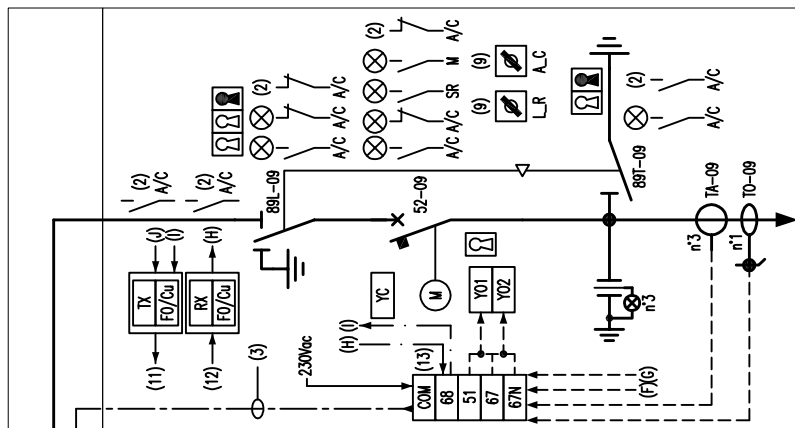 (2)
A/C
(2)
A/C
(2)
A/C
A/C
A/C
(2)
A/C
M
SR
A/C
A/C
(9)
A_C
(9)
L_R
(2)
A/C
A/C
89L-09
52-09
89T-09
TA-09
TO-09
n°3
n°1
n°3
(J)
(I)
(H)
TX
FO/Cu
RX
FO/Cu
(11)
(12)
(3)
230Vac
(H)
(I)
(13)
YC
M
YO1
YO2
COM
68
51
67
67N
(F)(G)